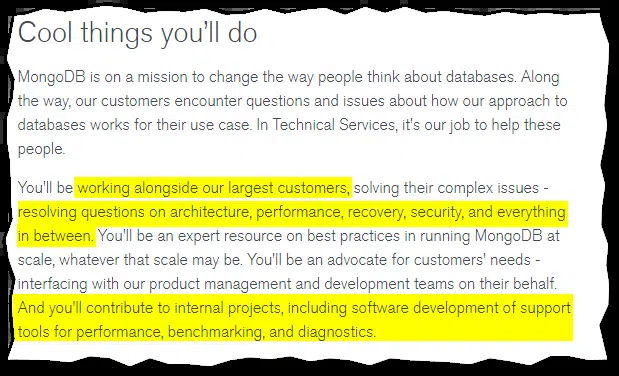 Cool things you’ll do
MongoDB is on a mission to change the way people think about databases. Along
the way, our customers encounter questions and issues about how our approach to
databases works for their use case. In Technical Services, it's our job to help these
people.
You'll be working alongside our largest customers, solving their complex issues -
resolving questions on architecture, performance, recovery, security, and everything
in between. You'll be an expert resource on best practices in running MongoDB at
scale, whatever that scale may be. You'll be an advocate for customers' needs -
interfacing with our product management and development teams on their behalf.
And you'll contribute to internal projects, including software development of support
tools for performance, benchmarking, and diagnostics.